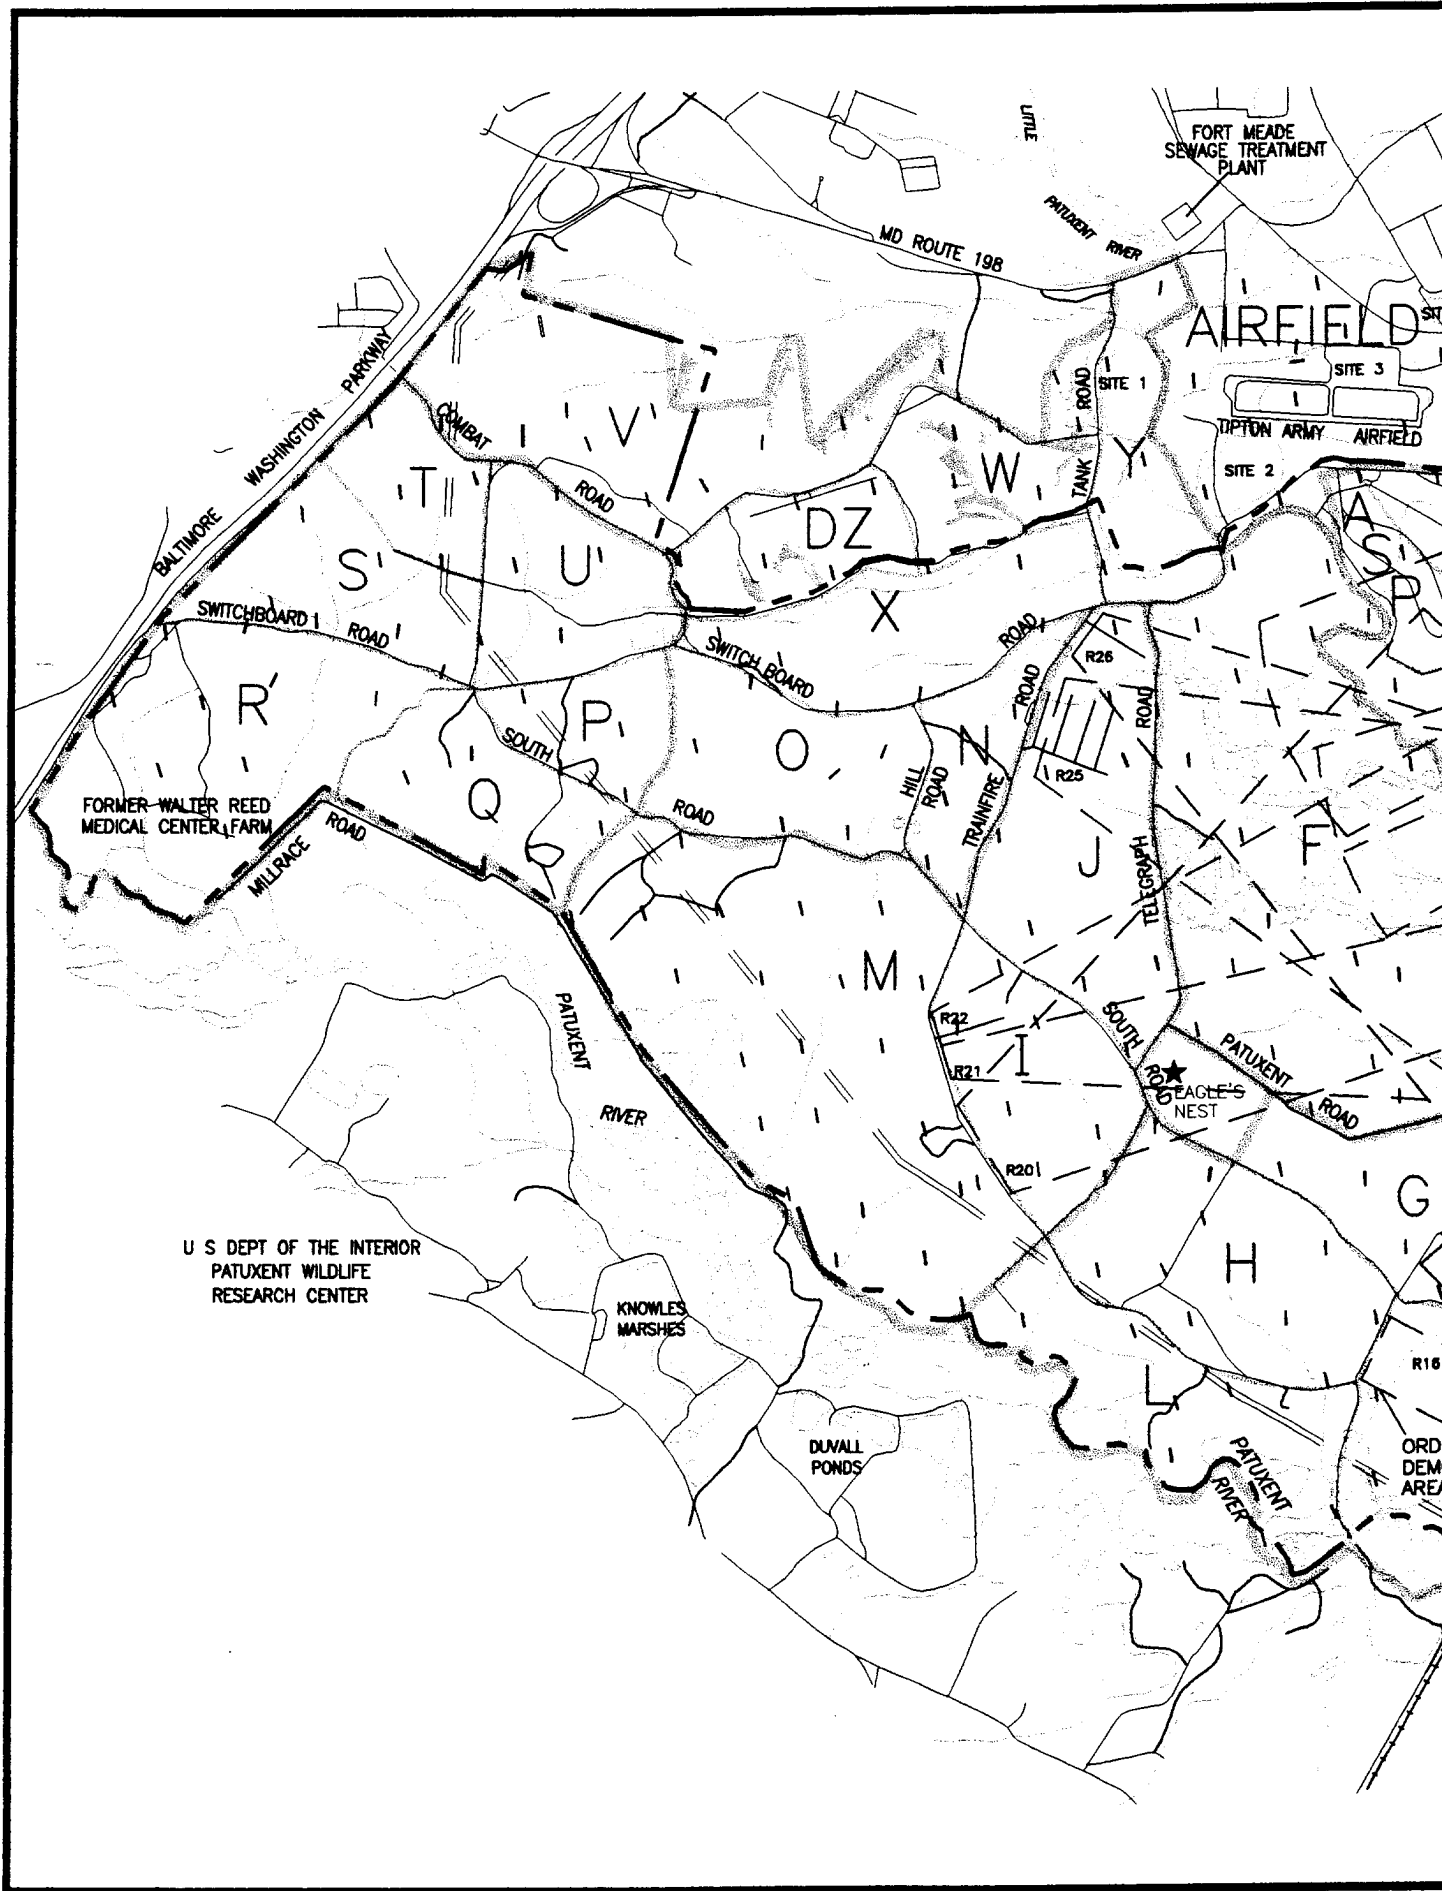 LITTLE
FORT MEADE
SEWAGE TREATMENT
PLANT
PATUXENT RIVER
MD ROUTE 198
AIRFIELD
SITE 3
SITE 1
TIPTON ARMY AIRFIELD
SITE 2
TANK ROAD
BALTIMORE WASHINGTON PARKWAY
COMBAT ROAD
V
T
W
Y
DZ
A
S
P
S
U
X
SWITCHBOARD ROAD
SWITCH BOARD ROAD
R
P
O
N
R26
R25
TRAINFIRE ROAD
HILL ROAD
TELEGRAPH ROAD
SOUTH ROAD
Q
J
F
FORMER WALTER REED
MEDICAL CENTER FARM
MILLRACE ROAD
M
PATUXENT
RIVER
R22
R21
I
R20
SOUTH ROAD
PATUXENT ROAD
EAGLE'S
NEST
G
H
U S DEPT OF THE INTERIOR
PATUXENT WILDLIFE
RESEARCH CENTER
KNOWLES
MARSHES
L
R16
DUVALL
PONDS
PATUXENT
RIVER
ORD
DEM
AREA